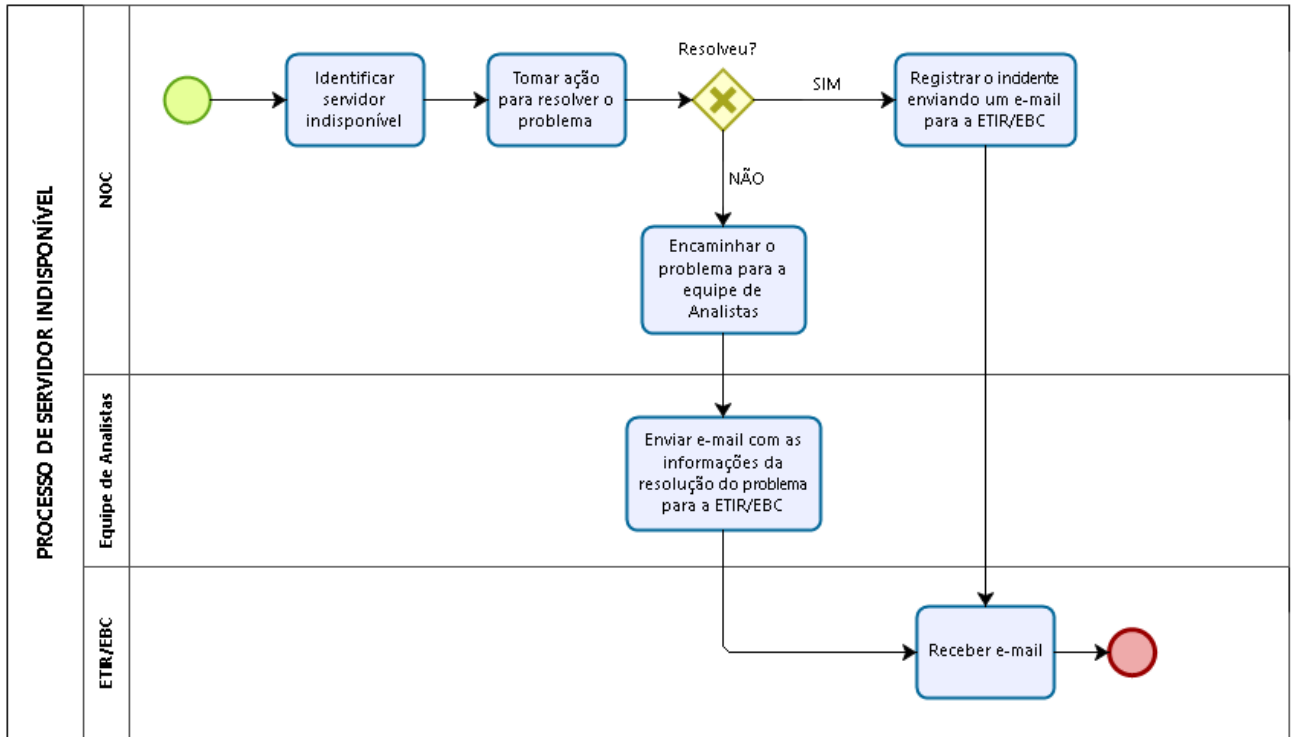 PROCESSO DE SERVIDOR INDISPONÍVEL
NOC
Identificar
servidor
indisponível
Tomar ação
para resolver o
problema
Resolveu?
SIM
Registrar o incidente
enviando um e-mail
para a ETIR/EBC
NÃO
Encaminhar o
problema para a
equipe de
Analistas
Equipe de Analistas
Enviar e-mail com as
informações da
resolução do problema
para a ETIR/EBC
ETIR/EBC
Receber e-mail